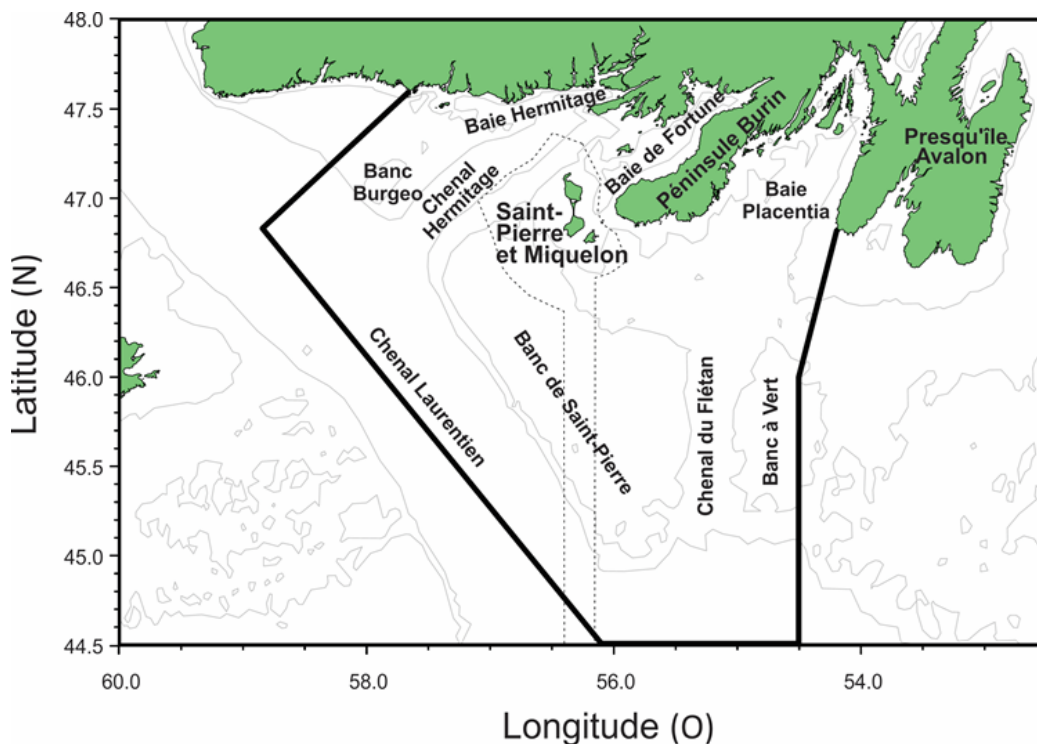 48.0
47.5
47.0
46.5
46.0
45.5
45.0
44.5
Latitude (N)
Baie Hermitage
Baie de Fortune
Péninsule Burin
Presqu'île
Avalon
Banc
Burgeo
Chenal
Hermitage
Baie
Placentia
Saint-
Pierre
et Miquelon
Chenal Laurentien
Banc de Saint-Pierre
Chenal du Flétan
Banc à Vert
60.0
58.0
56.0
54.0
Longitude (O)